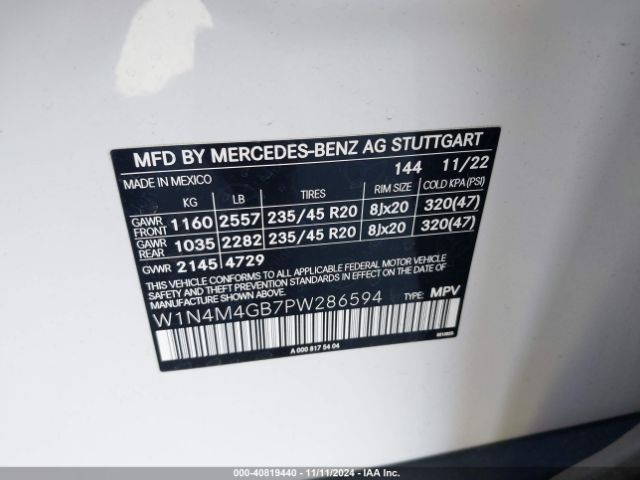 MFD BY MERCEDES-BENZ AG STUTTGART
144 11/22
MADE IN MEXICO
KG LB TIRES RIM SIZE COLD KPA(PSI)
GAWR FRONT 1160 2557 235/45 R20 8Jx20 320(47)
GAWR REAR 1035 2282 235/45 R20 8Jx20 320(47)
GVWR 2145 4729
THIS VEHICLE CONFORMS TO ALL APPLICABLE FEDERAL MOTOR VEHICLE
SAFETY, BUMPER, AND THEFT PREVENTION STANDARDS IN EFFECT ON THE
DATE OF MANUFACTURE SHOWN ABOVE.
W1N4M4GB7PW286594 TYPE: MPV
A 000 817 54 04
00-40819440 - 11/11/2024 - IAA Inc.